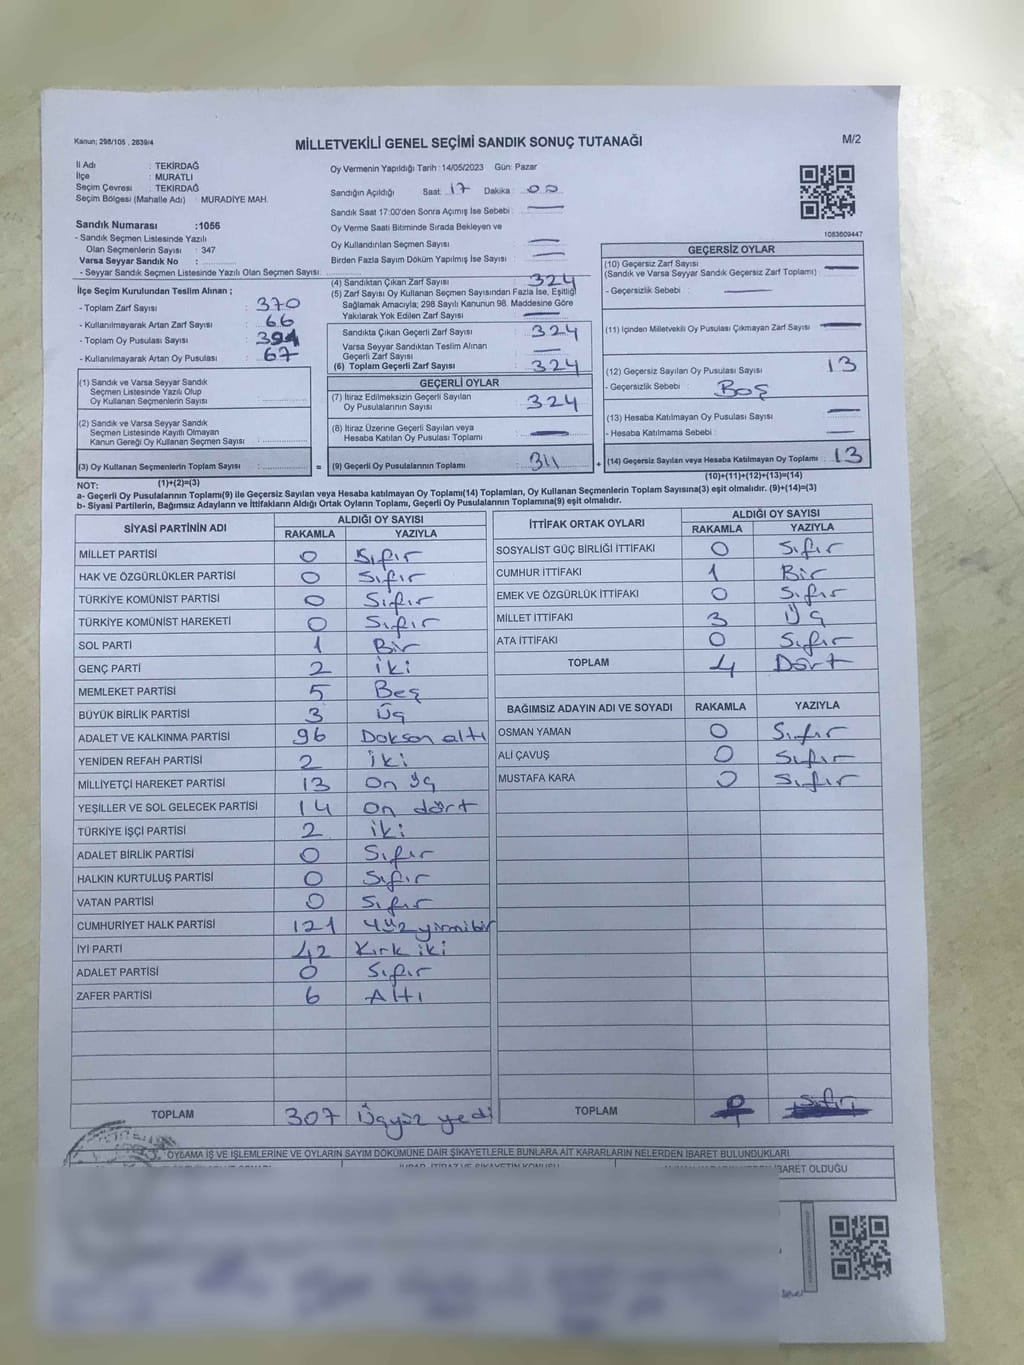 Kanun; 298/105 , 2839/4
MİLLETVEKİLİ GENEL SEÇİMİ SANDIK SONUÇ TUTANAĞI
M/2
İl Adı : TEKİRDAĞ
İlçe : MURATLI
Seçim Çevresi : TEKİRDAĞ
Seçim Bölgesi (Mahalle Adı) : MURADİYE MAH.
Sandık Numarası :1056
- Sandık Seçmen Listesinde Yazılı
Olan Seçmenlerin Sayısı : 347
Varsa Seyyar Sandık No :
- Seyyar Sandık Seçmen Listesinde Yazılı Olan Seçmen Sayısı:
Oy Vermenin Yapıldığı Tarih :14/05/2023 Gün: Pazar
Sandığın Açıldığı Saat: 17 Dakika: 00
Sandık Saat 17:00'den Sonra Açmış İse Sebebi : —
Oy Verme Saati Bitiminde Sırada Bekleyen ve
Oy Kullandırılan Seçmen Sayısı : —
Birden Fazla Sayım Döküm Yapılmış İse Sayısı : —
1083609447
İlçe Seçim Kurulundan Teslim Alınan ;
- Toplam Zarf Sayısı : 370
- Kullanılmayarak Artan Zarf Sayısı : 66
- Toplam Oy Pusulası Sayısı :
- Kullanılmayarak Artan Oy Pusulası : 67
(1) Sandık ve Varsa Seyyar Sandık
Seçmen Listesinde Yazılı Olup
Oy Kullanan Seçmenlerin Sayısı :
(2) Sandık ve Varsa Seyyar Sandık
Seçmen Listesinde Kayıtlı Olmayan
Kanun Gereği Oy Kullanan Seçmen Sayısı :
(3) Oy Kullanan Seçmenlerin Toplam Sayısı : =
(4) Sandıktan Çıkan Zarf Sayısı : 324
(5) Zarf Sayısı Oy Kullanan Seçmen Sayısından Fazla İse, Eşitliği
Sağlamak Amacıyla; 298 Sayılı Kanunun 98. Maddesine Göre
Yakılarak Yok Edilen Zarf Sayısı : —
Sandıkta Çıkan Geçerli Zarf Sayısı : 324
Varsa Seyyar Sandıktan Teslim Alınan
Geçerli Zarf Sayısı : —
(6) Toplam Geçerli Zarf Sayısı : 324
GEÇERLİ OYLAR
(7) İtiraz Edilmeksizin Geçerli Sayılan
Oy Pusulalarının Sayısı : 324
(8) İtiraz Üzerine Geçerli Sayılan veya
Hesaba Katılan Oy Pusulası Toplamı : —
(9) Geçerli Oy Pusulalarının Toplamı : 311 +
GEÇERSİZ OYLAR
(10) Geçersiz Zarf Sayısı : —
(Sandık ve Varsa Seyyar Sandık Geçersiz Zarf Toplamı)
- Geçersizlik Sebebi : —
(11) İçinden Milletvekili Oy Pusulası Çıkmayan Zarf Sayısı : —
(12) Geçersiz Sayılan Oy Pusulası Sayısı : 13
- Geçersizlik Sebebi : Boş
(13) Hesaba Katılmayan Oy Pusulası Sayısı : —
- Hesaba Katılmama Sebebi : —
(14) Geçersiz Sayılan veya Hesaba Katılmayan Oy Toplamı : 13
NOT: (1)+(2)=(3)
(10)+(11)+(12)+(13)=(14)
a- Geçerli Oy Pusulalarının Toplamı(9) ile Geçersiz Sayılan veya Hesaba katılmayan Oy Toplamı(14) Toplamları, Oy Kullanan Seçmenlerin Toplam Sayısına(3) eşit olmalıdır. (9)+(14)=(3)
b- Siyasi Partilerin, Bağımsız Adayların ve İttifakların Aldığı Ortak Oyların Toplamı, Geçerli Oy Pusulalarının Toplamına(9) eşit olmalıdır.
SİYASİ PARTİNİN ADI ALDIĞI OY SAYISI
RAKAMLA YAZIYLA
MİLLET PARTİSİ 0 Sıfır
HAK VE ÖZGÜRLÜKLER PARTİSİ 0 Sıfır
TÜRKİYE KOMÜNİST PARTİSİ 0 Sıfır
TÜRKİYE KOMÜNİST HAREKETİ 0 Sıfır
SOL PARTİ 1 Bir
GENÇ PARTİ 2 iki
MEMLEKET PARTİSİ 5 Beş
BÜYÜK BİRLİK PARTİSİ 3 Üç
ADALET VE KALKINMA PARTİSİ 96 Doksan altı
YENİDEN REFAH PARTİSİ 2 iki
MİLLİYETÇİ HAREKET PARTİSİ 13 On üç
YEŞİLLER VE SOL GELECEK PARTİSİ 14 On dört
TÜRKİYE İŞÇİ PARTİSİ 2 iki
ADALET BİRLİK PARTİSİ 0 Sıfır
HALKIN KURTULUŞ PARTİSİ 0 Sıfır
VATAN PARTİSİ 0 Sıfır
CUMHURİYET HALK PARTİSİ 121 Yüz yirmi bir
İYİ PARTİ 42 Kırk iki
ADALET PARTİSİ 0 Sıfır
ZAFER PARTİSİ 6 Altı
TOPLAM 307 Üçyüz yedi
İTTİFAK ORTAK OYLARI ALDIĞI OY SAYISI
RAKAMLA YAZIYLA
SOSYALİST GÜÇ BİRLİĞİ İTTİFAKI 0 Sıfır
CUMHUR İTTİFAKI 1 Bir
EMEK VE ÖZGÜRLÜK İTTİFAKI 0 Sıfır
MİLLET İTTİFAKI 3 Üç
ATA İTTİFAKI 0 Sıfır
TOPLAM 4 Dört
BAĞIMSIZ ADAYIN ADI VE SOYADI RAKAMLA YAZIYLA
OSMAN YAMAN 0 Sıfır
ALİ ÇAVUŞ 0 Sıfır
MUSTAFA KARA 0 Sıfır
TOPLAM Sıfır
OYLAMA İŞ VE İŞLEMLERİNE VE OYLARIN SAYIM DÖKÜMÜNE DAİR ŞİKAYETLERLE BUNLARA AİT KARARLARIN NELERDEN İBARET BULUNDUKLARI
BARET OLDUĞU